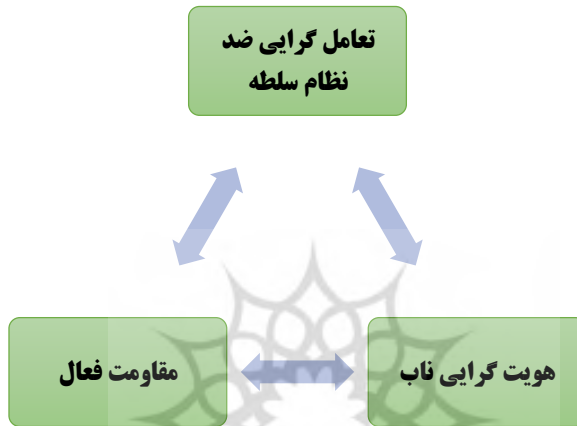 تعامل گرایی ضد
نظام سلطه
هویت گرایی ناب
مقاومت فعال